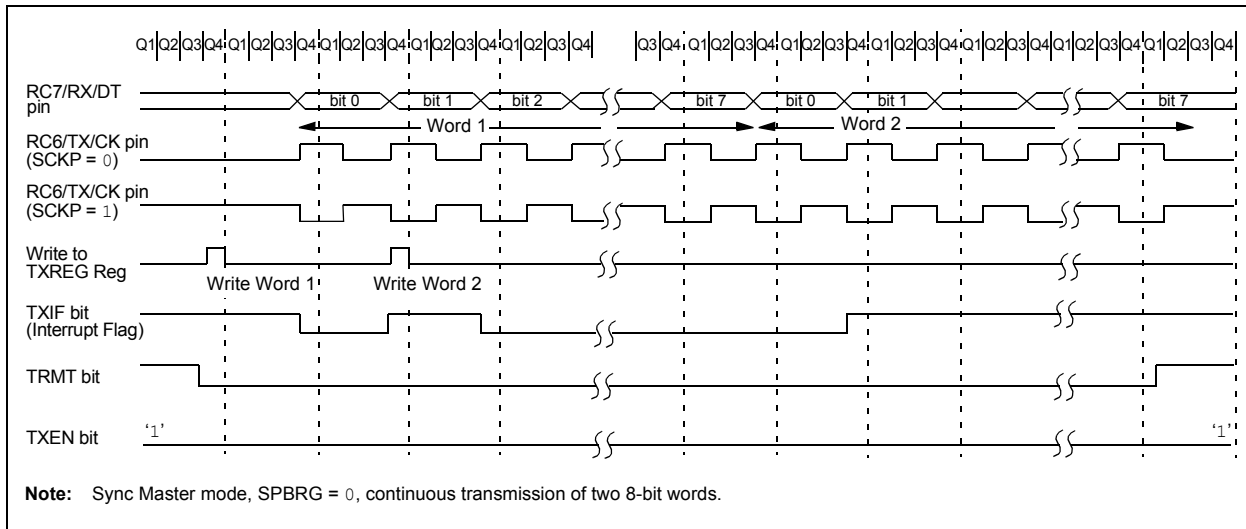 Q1 Q2 Q3 Q4 Q1 Q2 Q3 Q4 Q1 Q2 Q3 Q4 Q1 Q2 Q3 Q4 Q1 Q2 Q3 Q4 Q3 Q4 Q1 Q2 Q3 Q4 Q1 Q2 Q3 Q4 Q1 Q2 Q3 Q4 Q1 Q2 Q3 Q4 Q1 Q2 Q3 Q4 Q1 Q2 Q3 Q4
RC7/RX/DT
pin
bit 0 bit 1 bit 2 bit 7 bit 0 bit 1 bit 7
Word 1 Word 2
RC6/TX/CK pin
(SCKP = 0)
RC6/TX/CK pin
(SCKP = 1)
Write to
TXREG Reg
Write Word 1 Write Word 2
TXIF bit
(Interrupt Flag)
TRMT bit
TXEN bit
‘1’ ‘1’
Note: Sync Master mode, SPBRG = 0, continuous transmission of two 8-bit words.